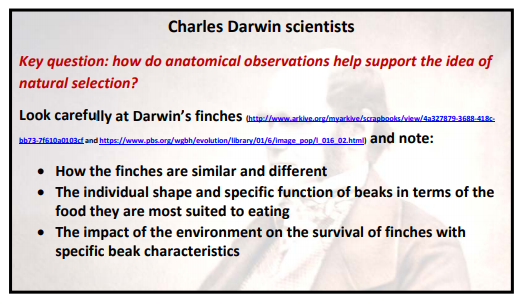 Charles Darwin scientists
Key question: how do anatomical observations help support the idea of
natural selection?
Look carefully at Darwin's finches (http://www.arkive.org/myarkive/scrapbooks/view/4a327879-3688-418c-
bb73-7f610a0103cf and https://www.pbs.org/wgbh/evolution/library/01/6/image_pop/l_016_02.html) and note:
• How the finches are similar and different
• The individual shape and specific function of beaks in terms of the
food they are most suited to eating
• The impact of the environment on the survival of finches with
specific beak characteristics